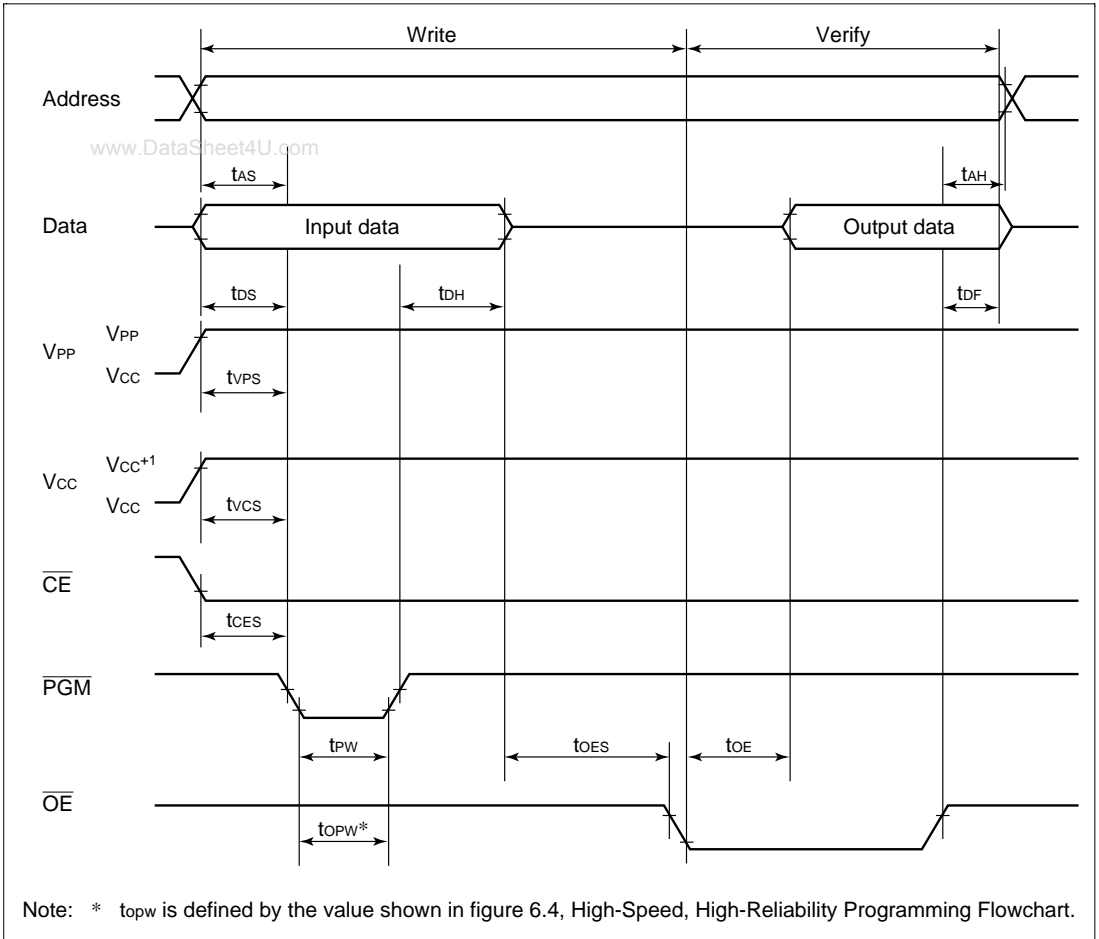 Write Verify
Address
www.DataSheet4U.com
tAS tAH
Data Input data Output data
tDS tDH tDF
VPP VPP
VCC
tVPS
VCC VCC+1
VCC
tVCS
CE
tCES
PGM
tPW tOES tOE
OE
tOPW*
Note: * topw is defined by the value shown in figure 6.4, High-Speed, High-Reliability Programming Flowchart.